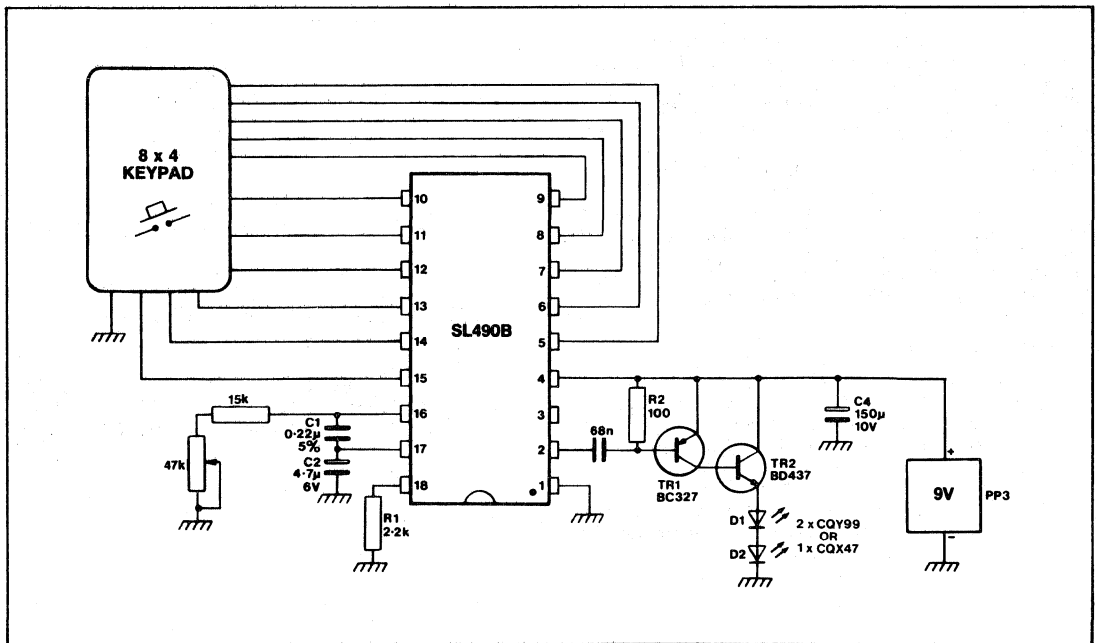 8 x 4
KEYPAD
SL490B
10
11
12
13
14
15
16
17
18
9
8
7
6
5
4
3
2
1
15k
47k
C1
0·22µ
5%
C2
4·7µ
6V
R1
2·2k
R2
100
68n
TR1
BC327
TR2
BD437
D1
D2
2 x CQY99
OR
1 x CQX47
C4
150µ
10V
+
9V
PP3
−